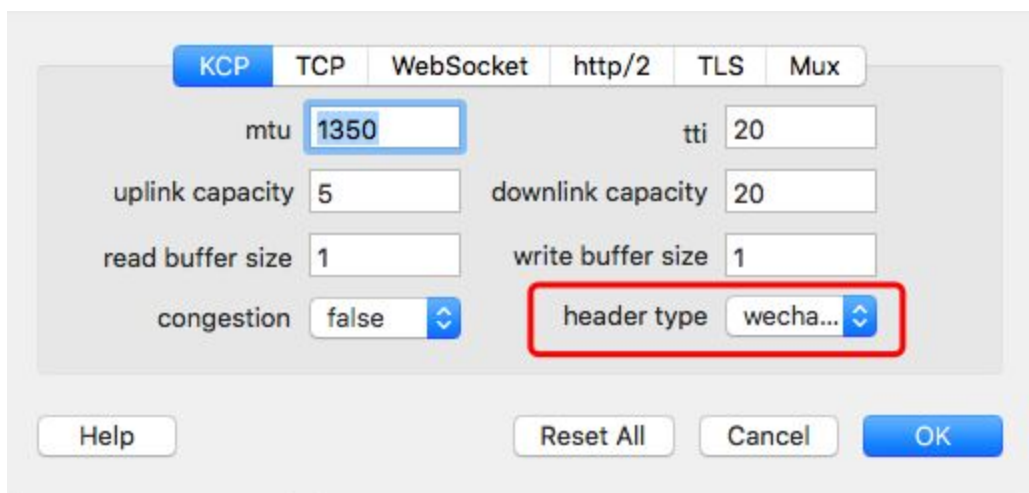 KCP TCP WebSocket http/2 TLS Mux
mtu 1350 tti 20
uplink capacity 5 downlink capacity 20
read buffer size 1 write buffer size 1
congestion false header type wecha...
Help Reset All Cancel OK